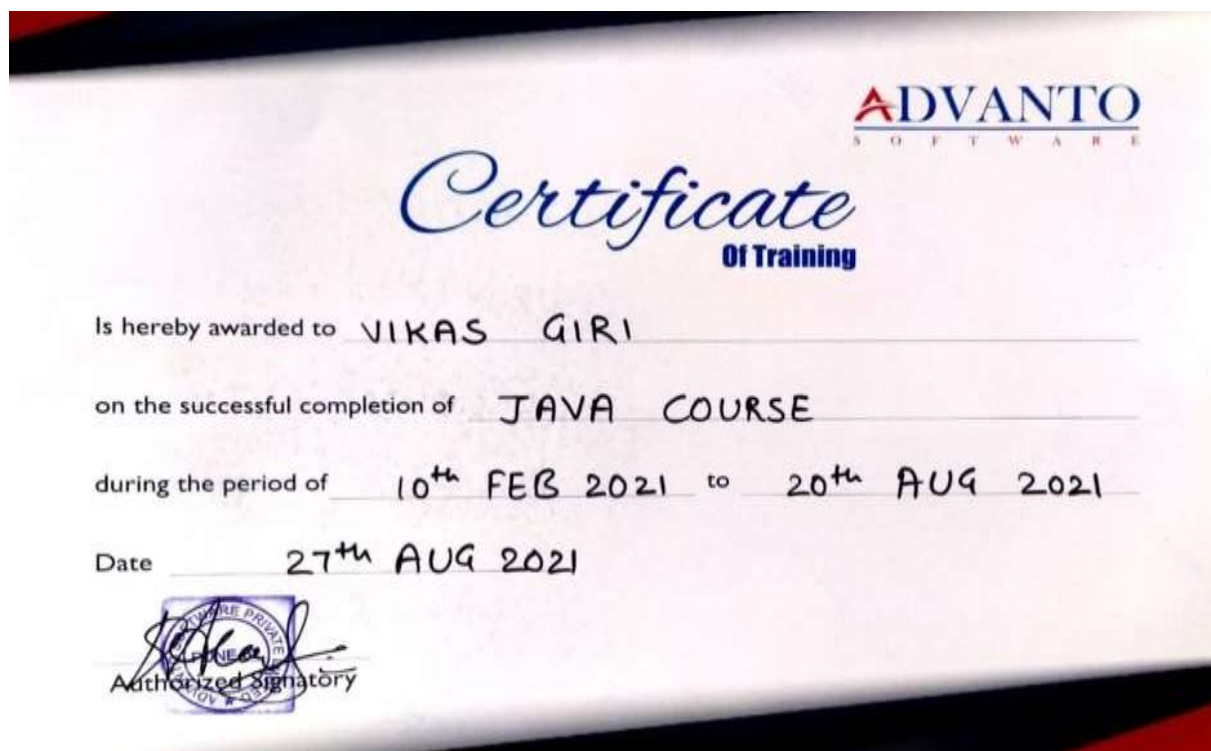 ADVANTO
SOFTWARE
Certificate
Of Training
Is hereby awarded to VIKAS GIRI
on the successful completion of JAVA COURSE
during the period of 10th FEB 2021 to 20th AUG 2021
Date 27th AUG 2021
PUNE
Authorized Signatory